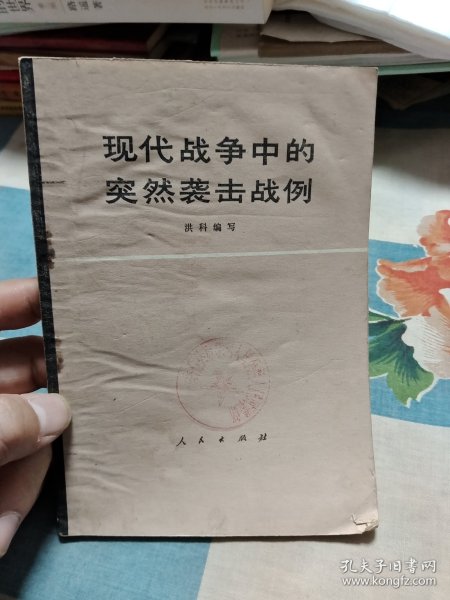 现代战争中的
突然袭击战例
洪科编写
人民出版社
孔夫子旧书网
www.kongfz.com